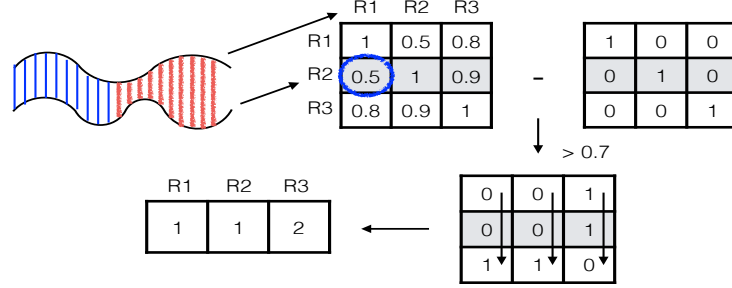 R1 R2 R3
R1 1 0.5 0.8
R2 0.5 1 0.9
R3 0.8 0.9 1
-
1 0 0
0 1 0
0 0 1
> 0.7
0 0 1
0 0 1
1 1 0
R1 R2 R3
1 1 2